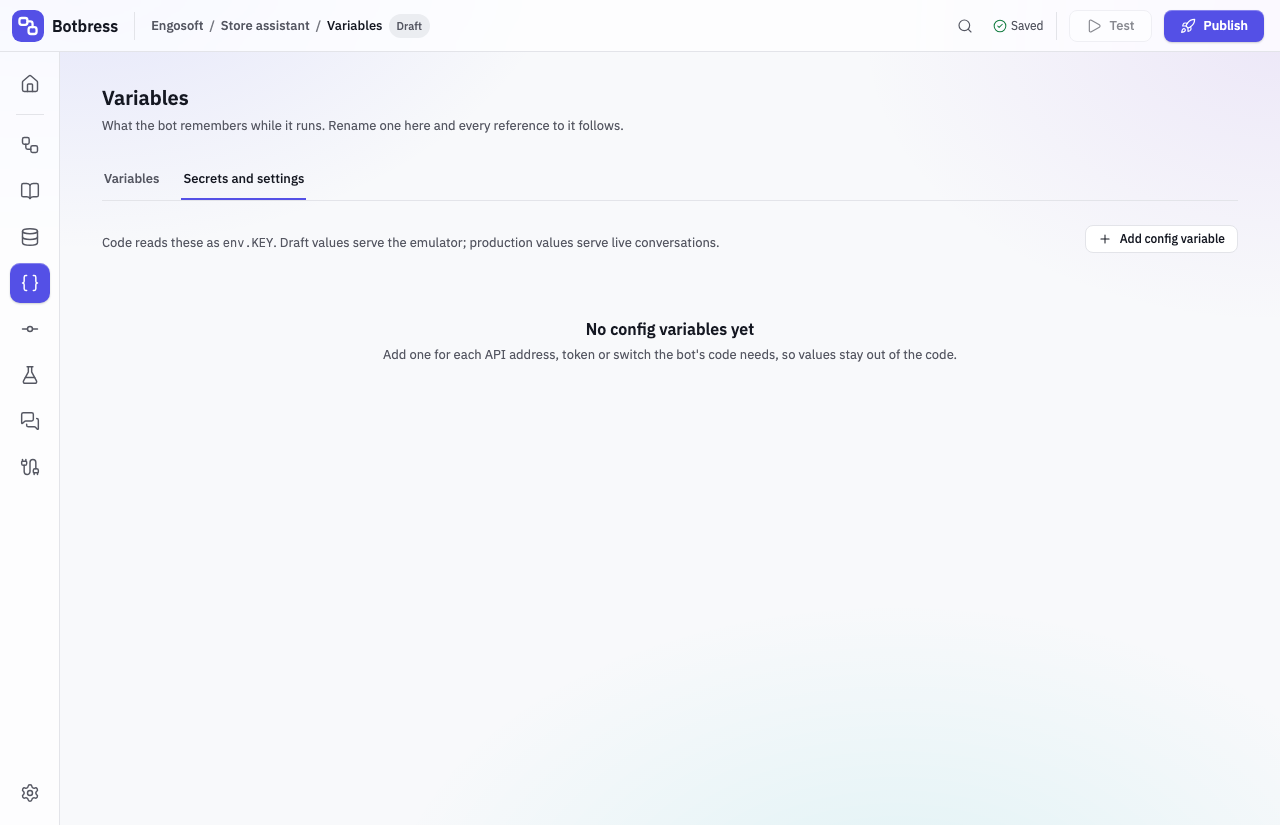 Botbress
Engosoft / Store assistant / Variables Draft
Saved
Test
Publish
Variables
What the bot remembers while it runs. Rename one here and every reference to it follows.
Variables
Secrets and settings
Code reads these as env.KEY. Draft values serve the emulator; production values serve live conversations.
Add config variable
No config variables yet
Add one for each API address, token or switch the bot's code needs, so values stay out of the code.